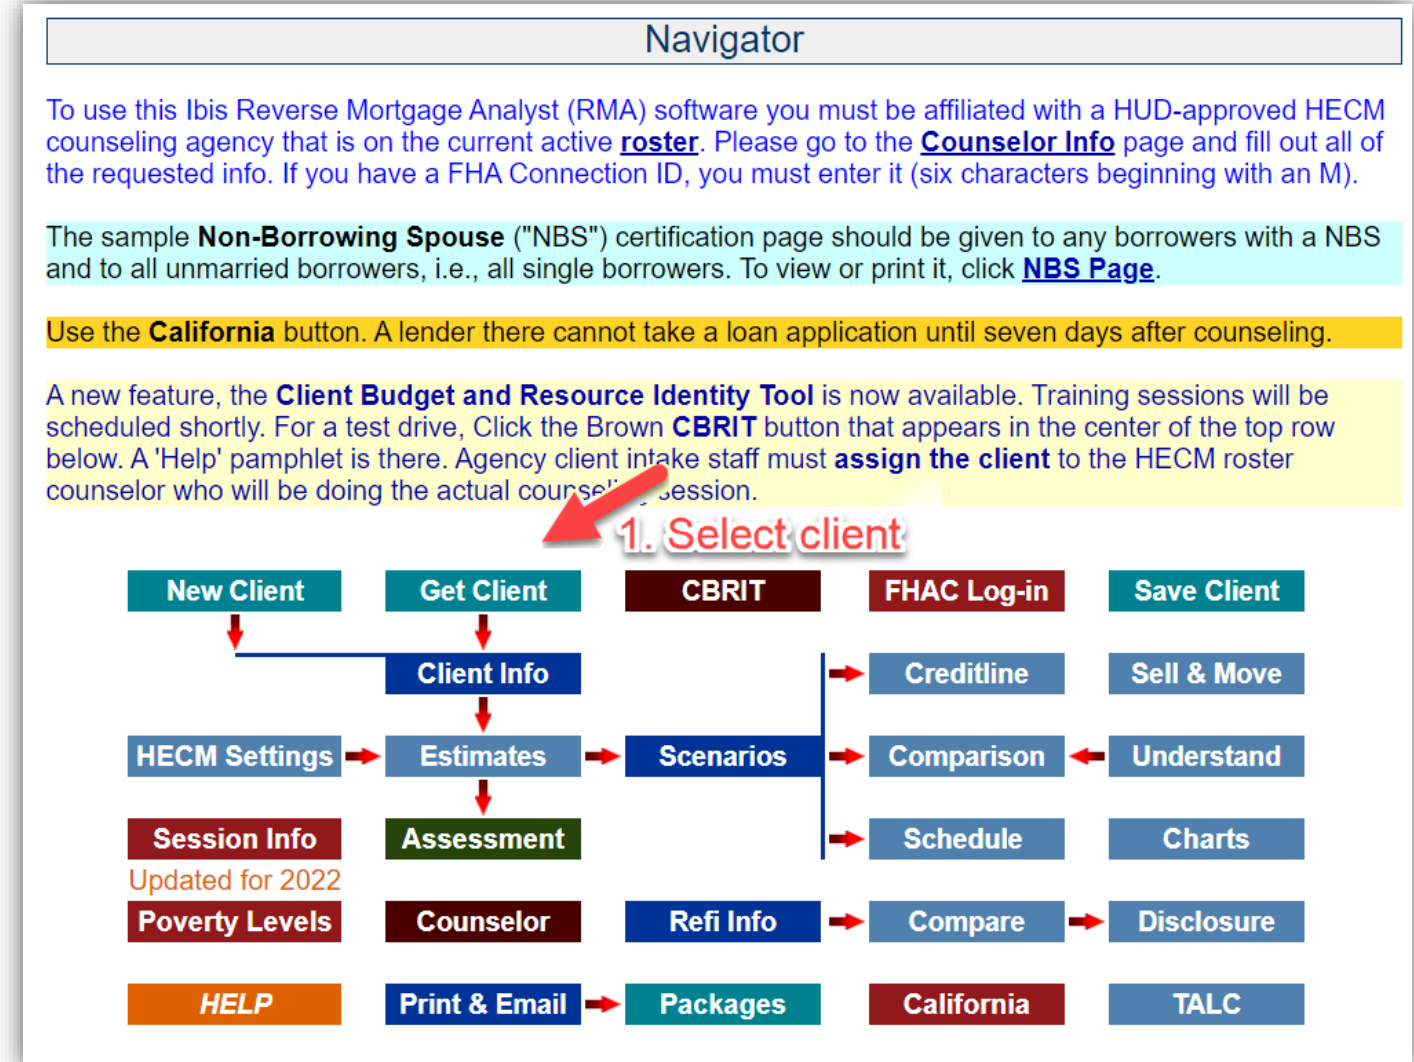 Navigator
To use this Ibis Reverse Mortgage Analyst (RMA) software you must be affiliated with a HUD-approved HECM
counseling agency that is on the current active roster. Please go to the Counselor Info page and fill out all of
the requested info. If you have a FHA Connection ID, you must enter it (six characters beginning with an M).
The sample Non-Borrowing Spouse ("NBS") certification page should be given to any borrowers with a NBS
and to all unmarried borrowers, i.e., all single borrowers. To view or print it, click NBS Page.
Use the California button. A lender there cannot take a loan application until seven days after counseling.
A new feature, the Client Budget and Resource Identity Tool is now available. Training sessions will be
scheduled shortly. For a test drive, Click the Brown CBRIT button that appears in the center of the top row
below. A 'Help' pamphlet is there. Agency client intake staff must assign the client to the HECM roster
counselor who will be doing the actual counseling session.
1. Select client
New Client Get Client CBRIT FHAC Log-in Save Client
Client Info Creditline Sell & Move
HECM Settings Estimates Scenarios Comparison Understand
Session Info Assessment Schedule Charts
Updated for 2022
Poverty Levels Counselor Refi Info Compare Disclosure
HELP Print & Email Packages California TALC